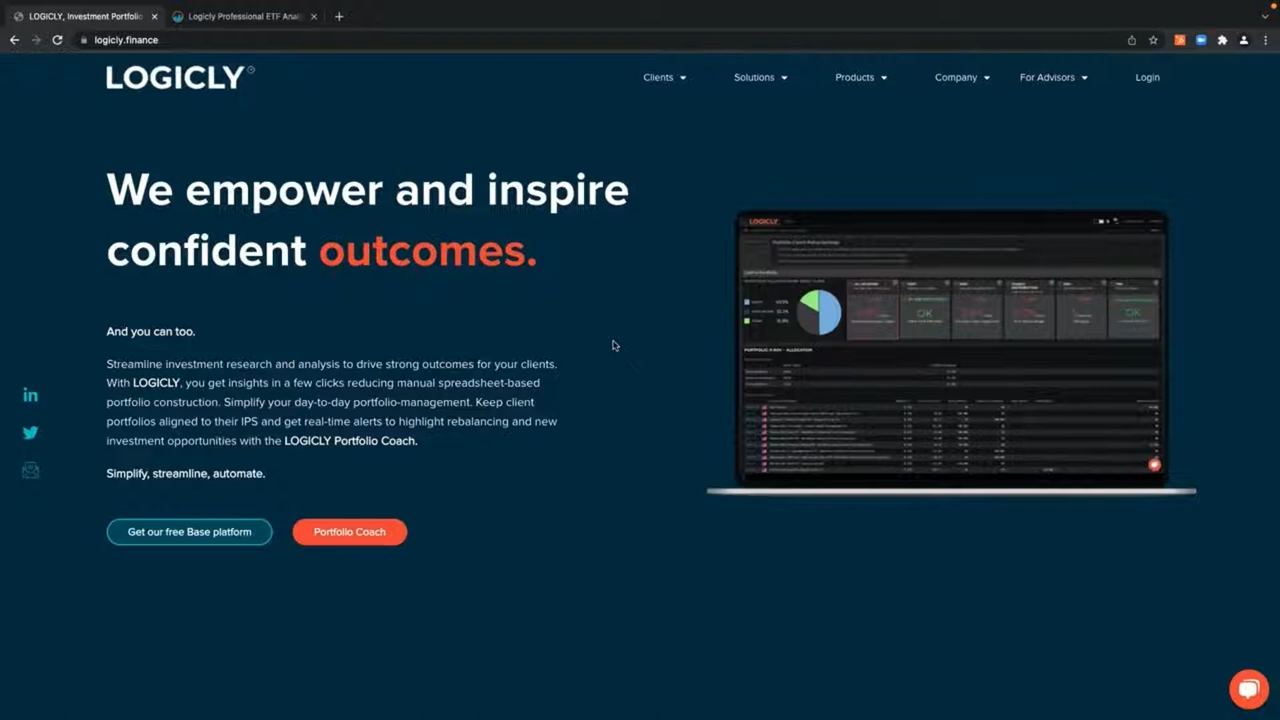 LOGICLY, Investment Portfolio
Logicly Professional ETF Anal
logicly.finance
LOGICLY
Clients
Solutions
Products
Company
For Advisors
Login
We empower and inspire
confident outcomes.
And you can too.
Streamline investment research and analysis to drive strong outcomes for your clients.
With LOGICLY, you get insights in a few clicks reducing manual spreadsheet-based
portfolio construction. Simplify your day-to-day portfolio-management. Keep client
portfolios aligned to their IPS and get real-time alerts to highlight rebalancing and new
investment opportunities with the LOGICLY Portfolio Coach.
Simplify, streamline, automate.
Get our free Base platform
Portfolio Coach
LOGICLY
OK
OK